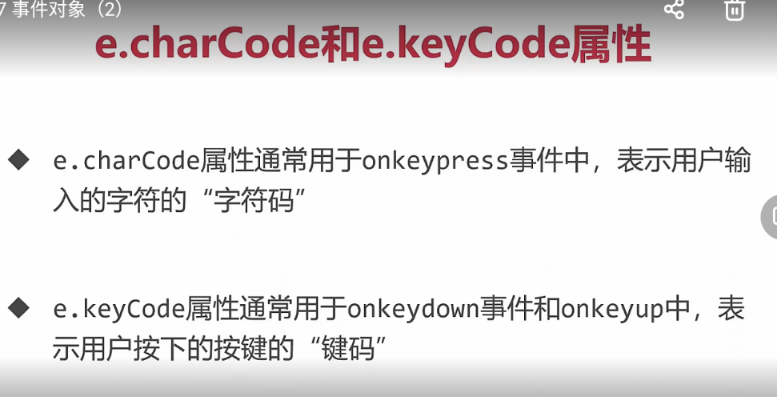 7 事件对象（2）
e.charCode和e.keyCode属性
e.charCode属性通常用于onkeypress事件中，表示用户输
入的字符的“字符码”
e.keyCode属性通常用于onkeydown事件和onkeyup中，表
示用户按下的按键的“键码”